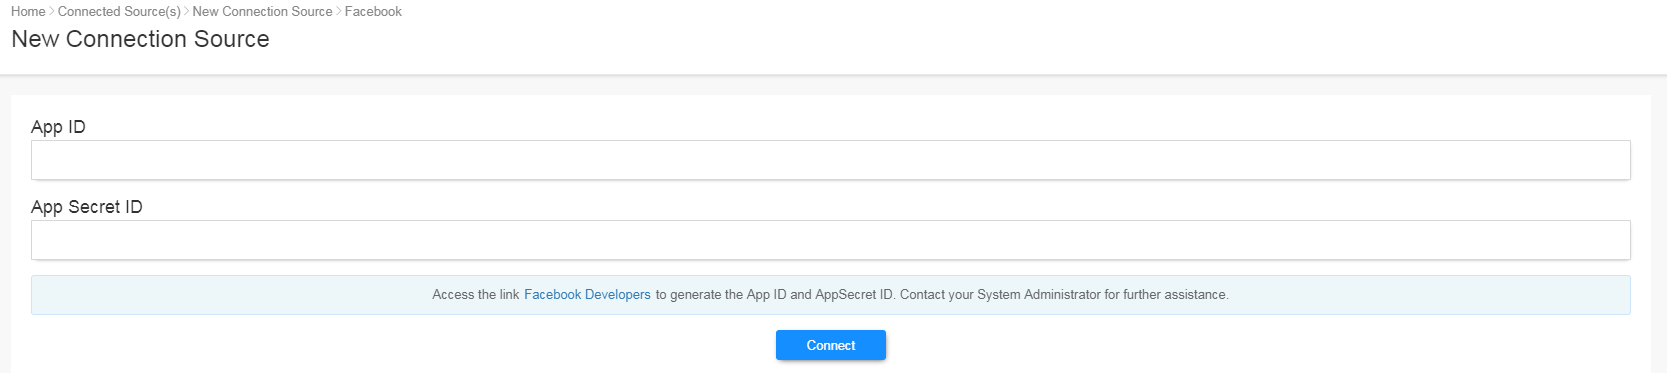 Home > Connected Source(s) > New Connection Source > Facebook
New Connection Source
App ID
App Secret ID
Access the link Facebook Developers to generate the App ID and AppSecret ID. Contact your System Administrator for further assistance.
Connect